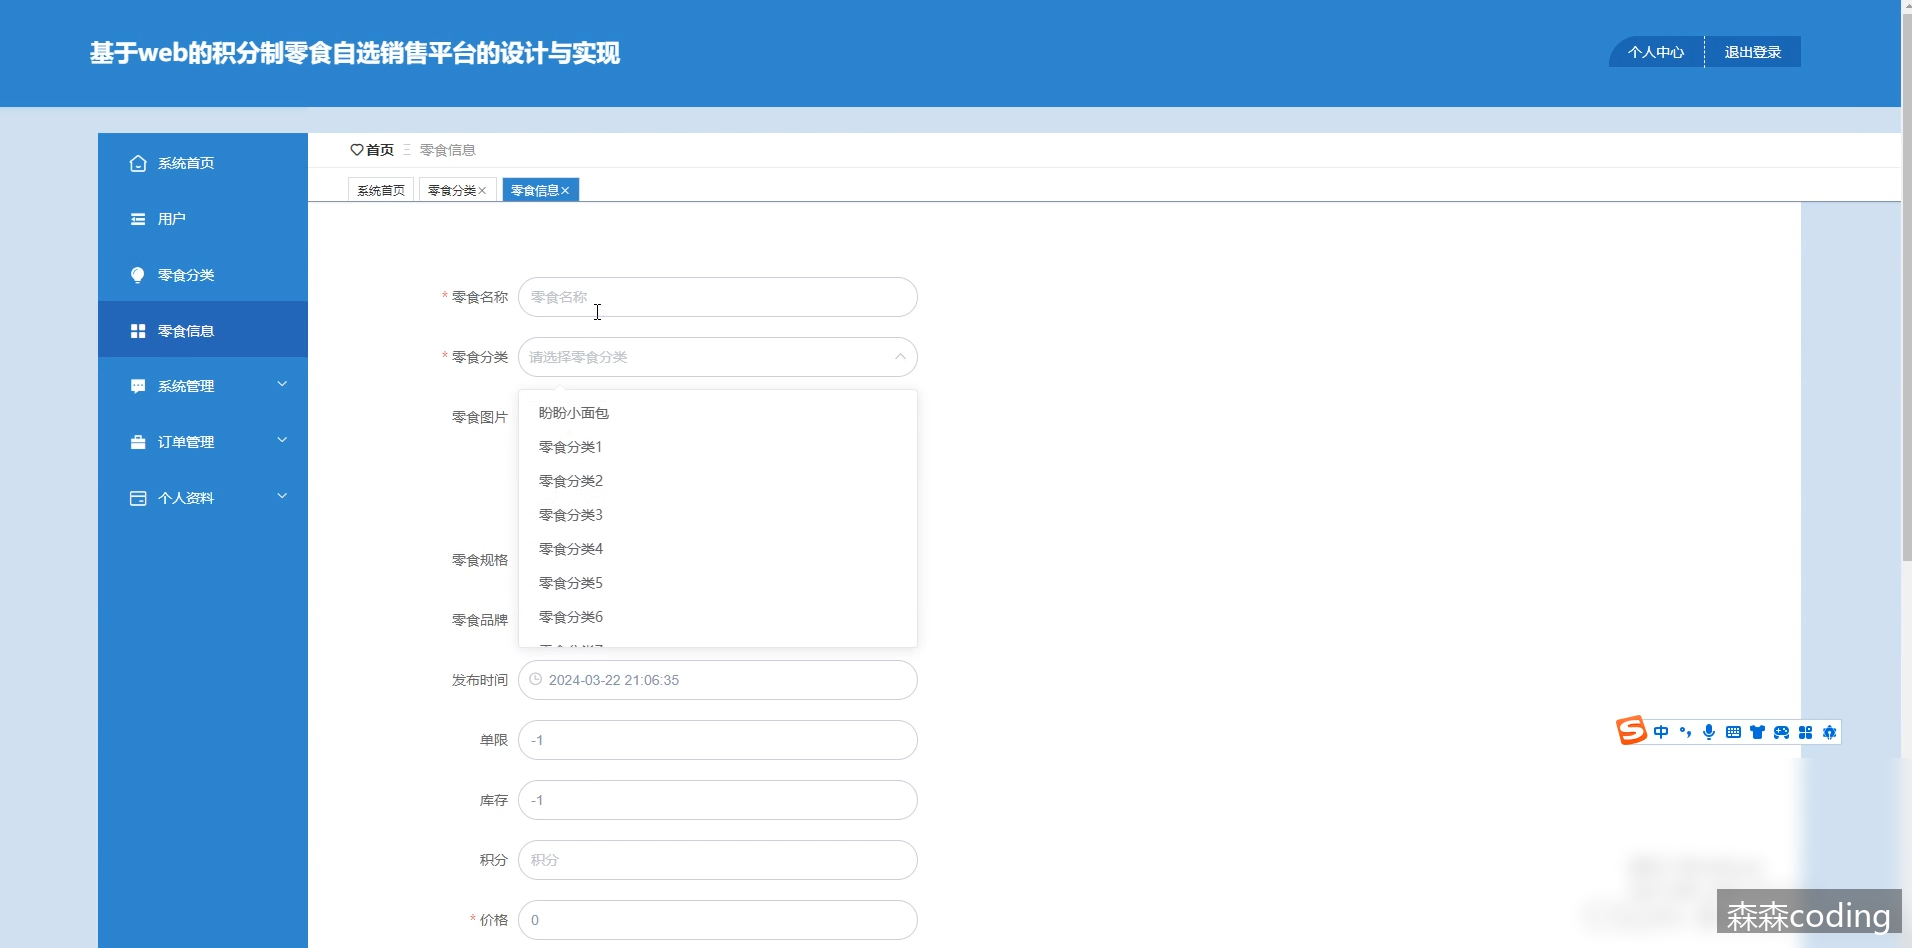 基于web的积分制零食自选销售平台的设计与实现
个人中心
退出登录
系统首页
用户
零食分类
零食信息
系统管理
订单管理
个人资料
首页
零食信息
系统首页
零食分类
零食信息
* 零食名称
零食名称
* 零食分类
请选择零食分类
零食图片
盼盼小面包
零食分类1
零食分类2
零食分类3
零食分类4
零食分类5
零食分类6
零食规格
零食品牌
发布时间
2024-03-22 21:06:35
单限
-1
库存
-1
积分
积分
* 价格
0
中
森森coding